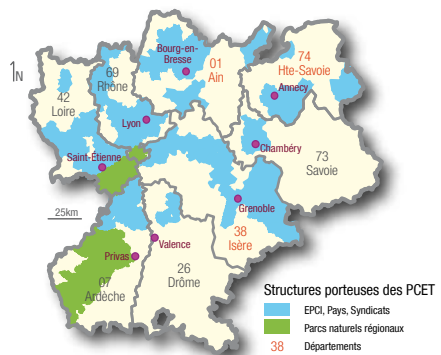 Bourg-en-
Bresse
01
Ain
74
Hte-Savoie
1N
69
Rhône
Annecy
42
Loire
Lyon
Chambéry
Saint-Étienne
73
Savoie
25km
Grenoble
38
Isère
Valence
Privas
26
Drôme
07
Ardèche
Structures porteuses des PCET
EPCI, Pays, Syndicats
Parcs naturels régionaux
38 Départements